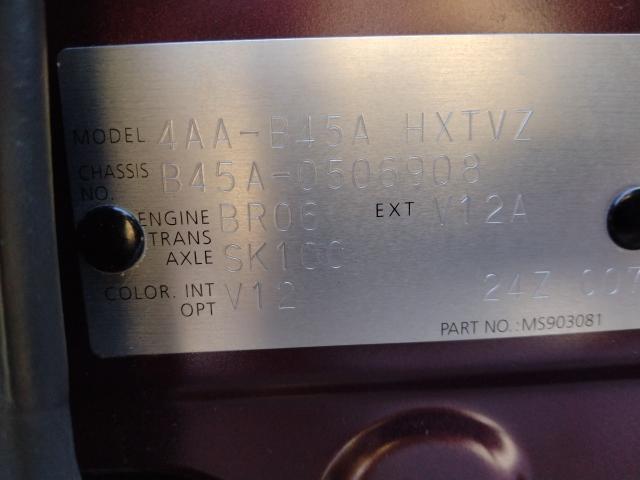 MODEL 4AA-B45A HXTVZ
CHASSIS NO. B45A-0506908
ENGINE BR06 EXT V12A
TRANS AXLE SK10C
COLOR. INT OPT V12 24Z 007
PART NO.: MS903081